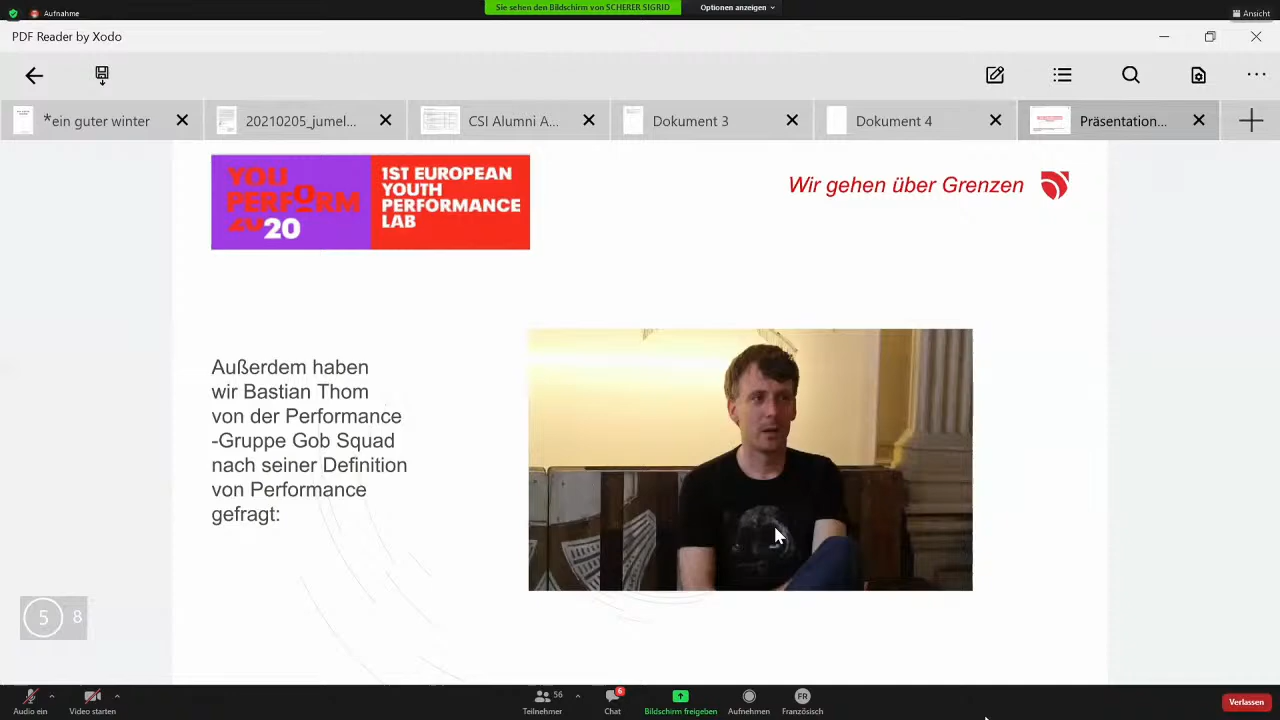 Aufnahme
Sie sehen den Bildschirm von SCHERER SIGRID
Optionen anzeigen
Ansicht
PDF Reader by Xodo
*ein guter winter
20210205_jumel...
CSI Alumni A...
Dokument 3
Dokument 4
Präsentation...
YOU
PERFORM
20
20
1ST EUROPEAN
YOUTH
PERFORMANCE
LAB
Wir gehen über Grenzen
Außerdem haben
wir Bastian Thom
von der Performance
-Gruppe Gob Squad
nach seiner Definition
von Performance
gefragt:
5 8
56
6
FR
Audio ein
Video starten
Teilnehmer
Chat
Bildschirm freigeben
Aufnehmen
Französisch
Verlassen